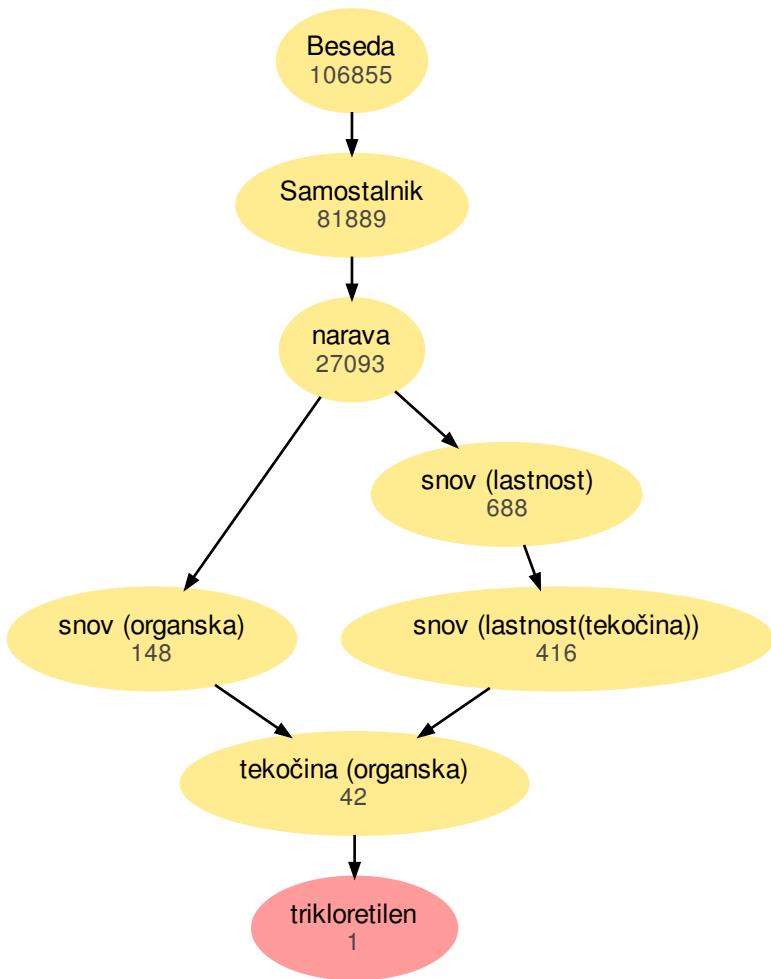 Beseda
106855
Samostalnik
81889
narava
27093
snov (lastnost)
688
snov (organska)
148
snov (lastnost(tekočina))
416
tekočina (organska)
42
trikloretilen
1